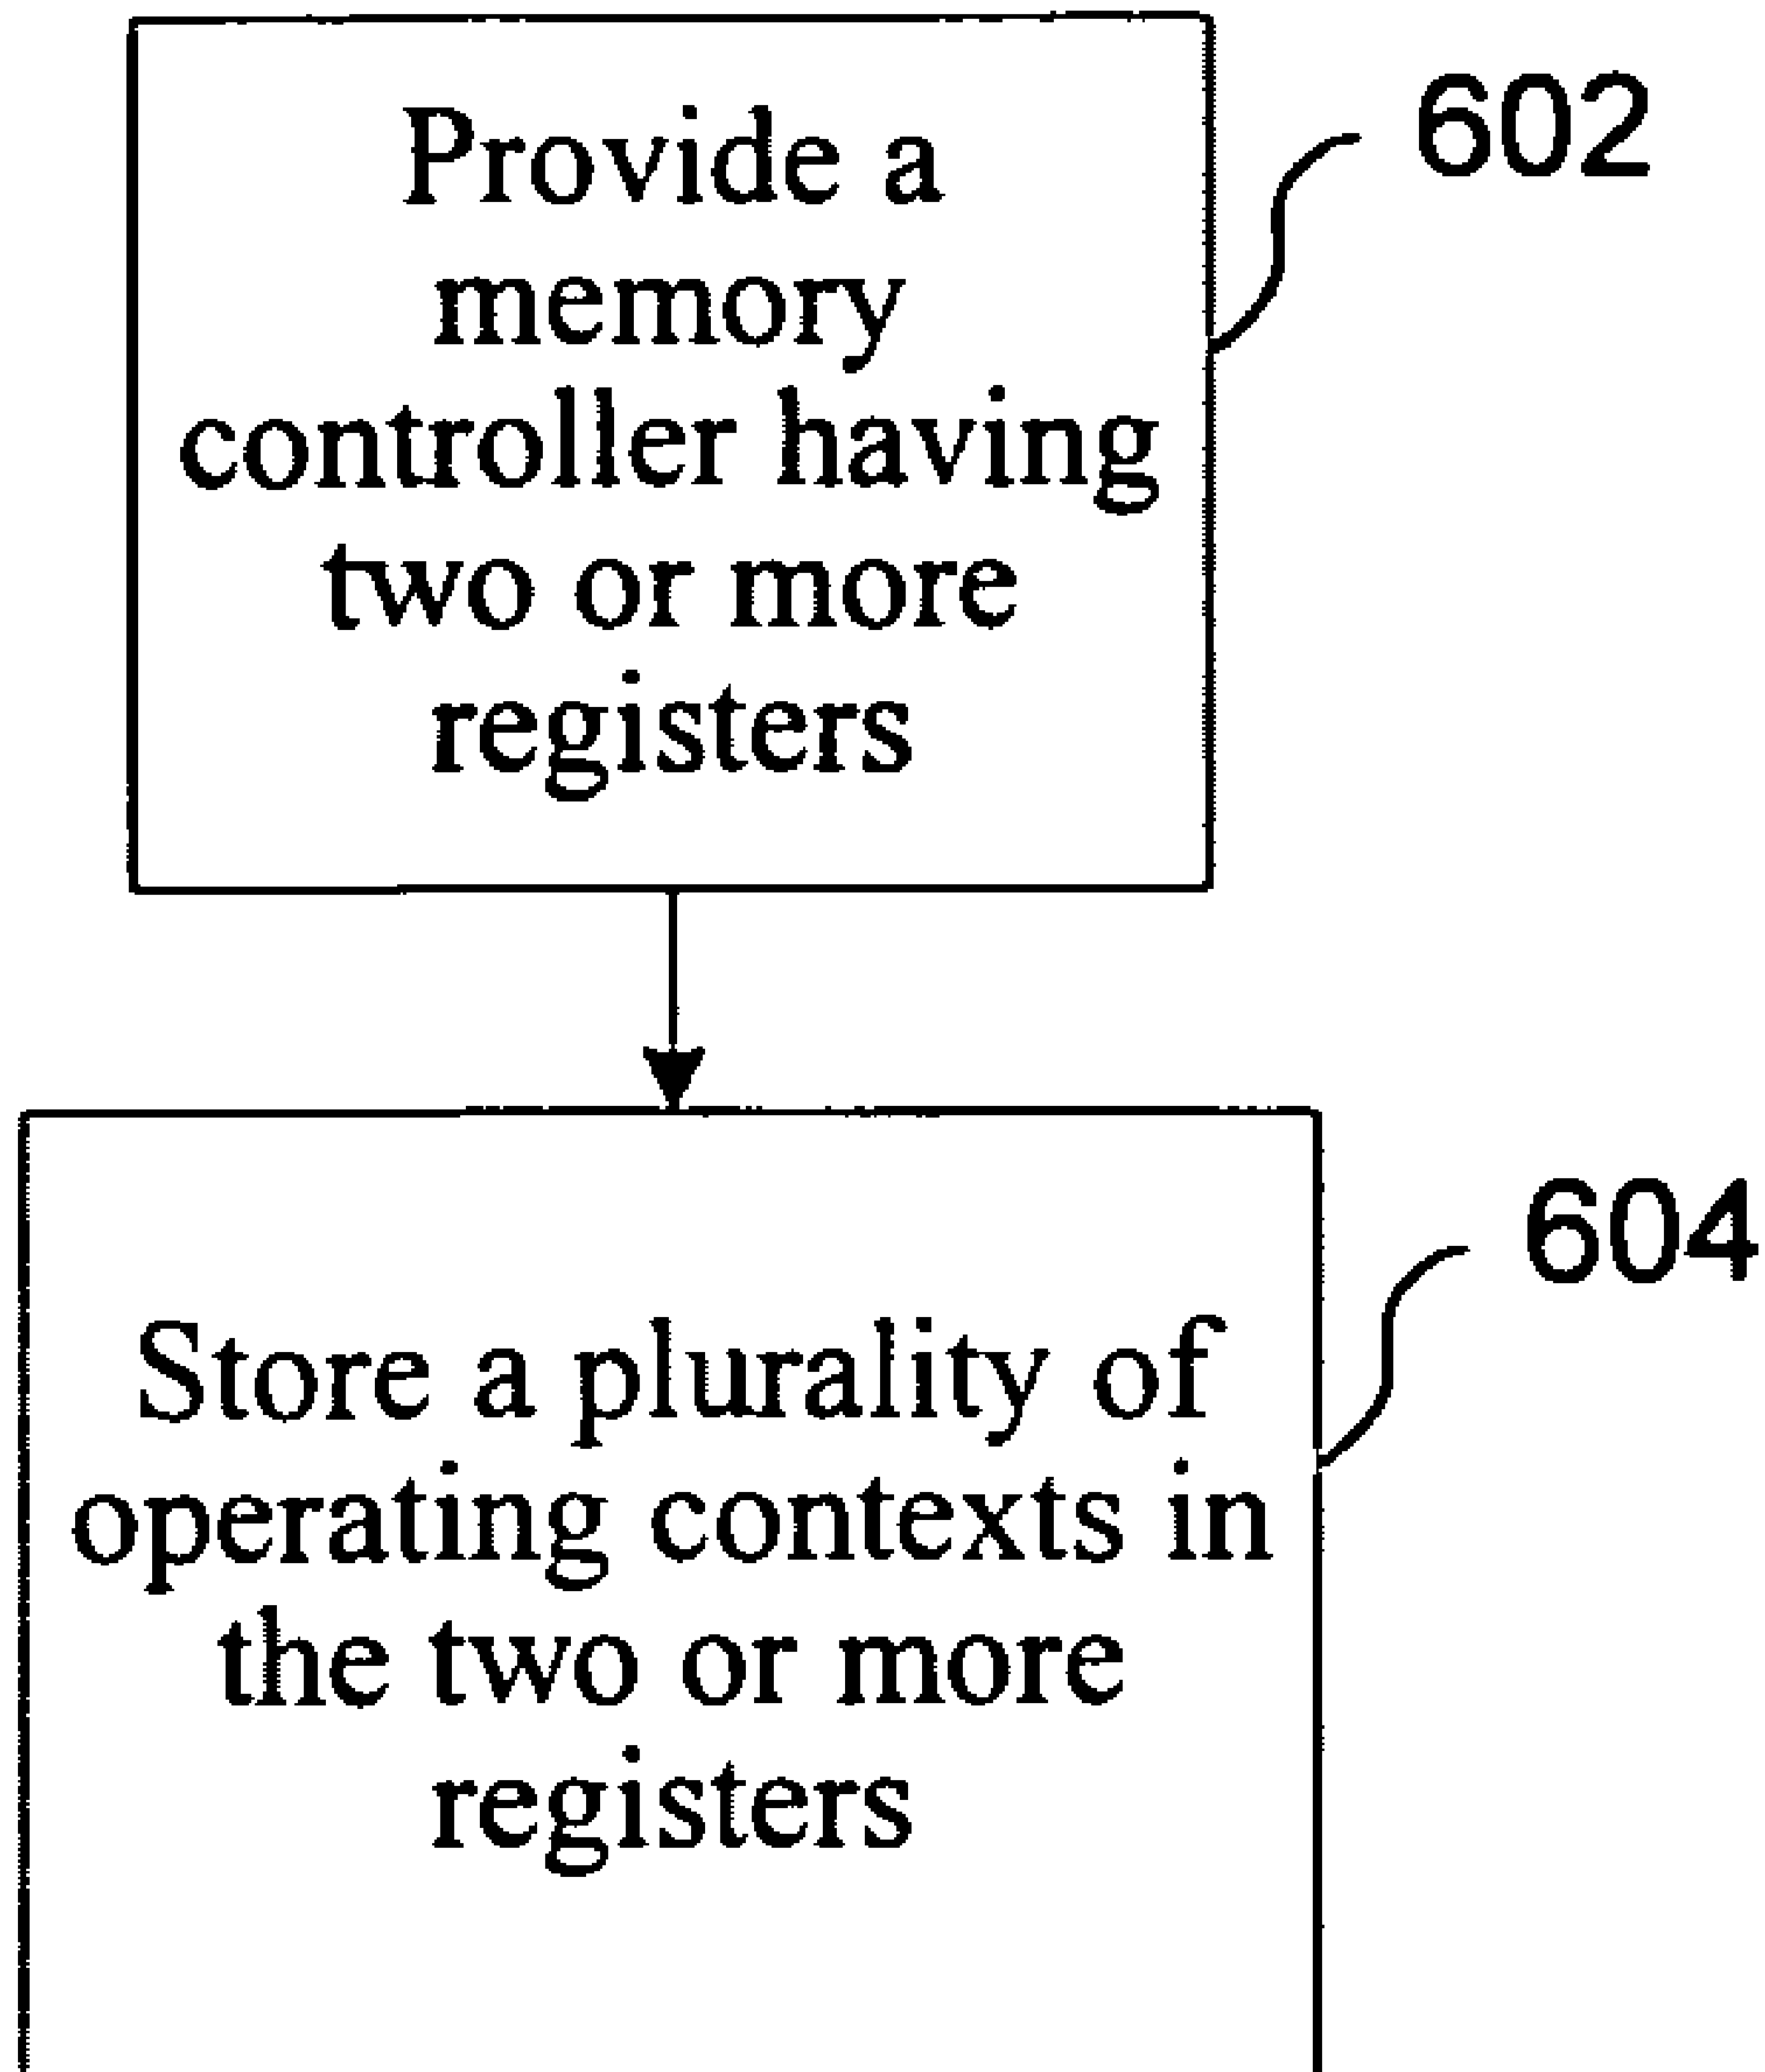 Provide a
memory
controller having
two or more
registers
602
Store a plurality of
operating contexts in
the two or more
registers
604